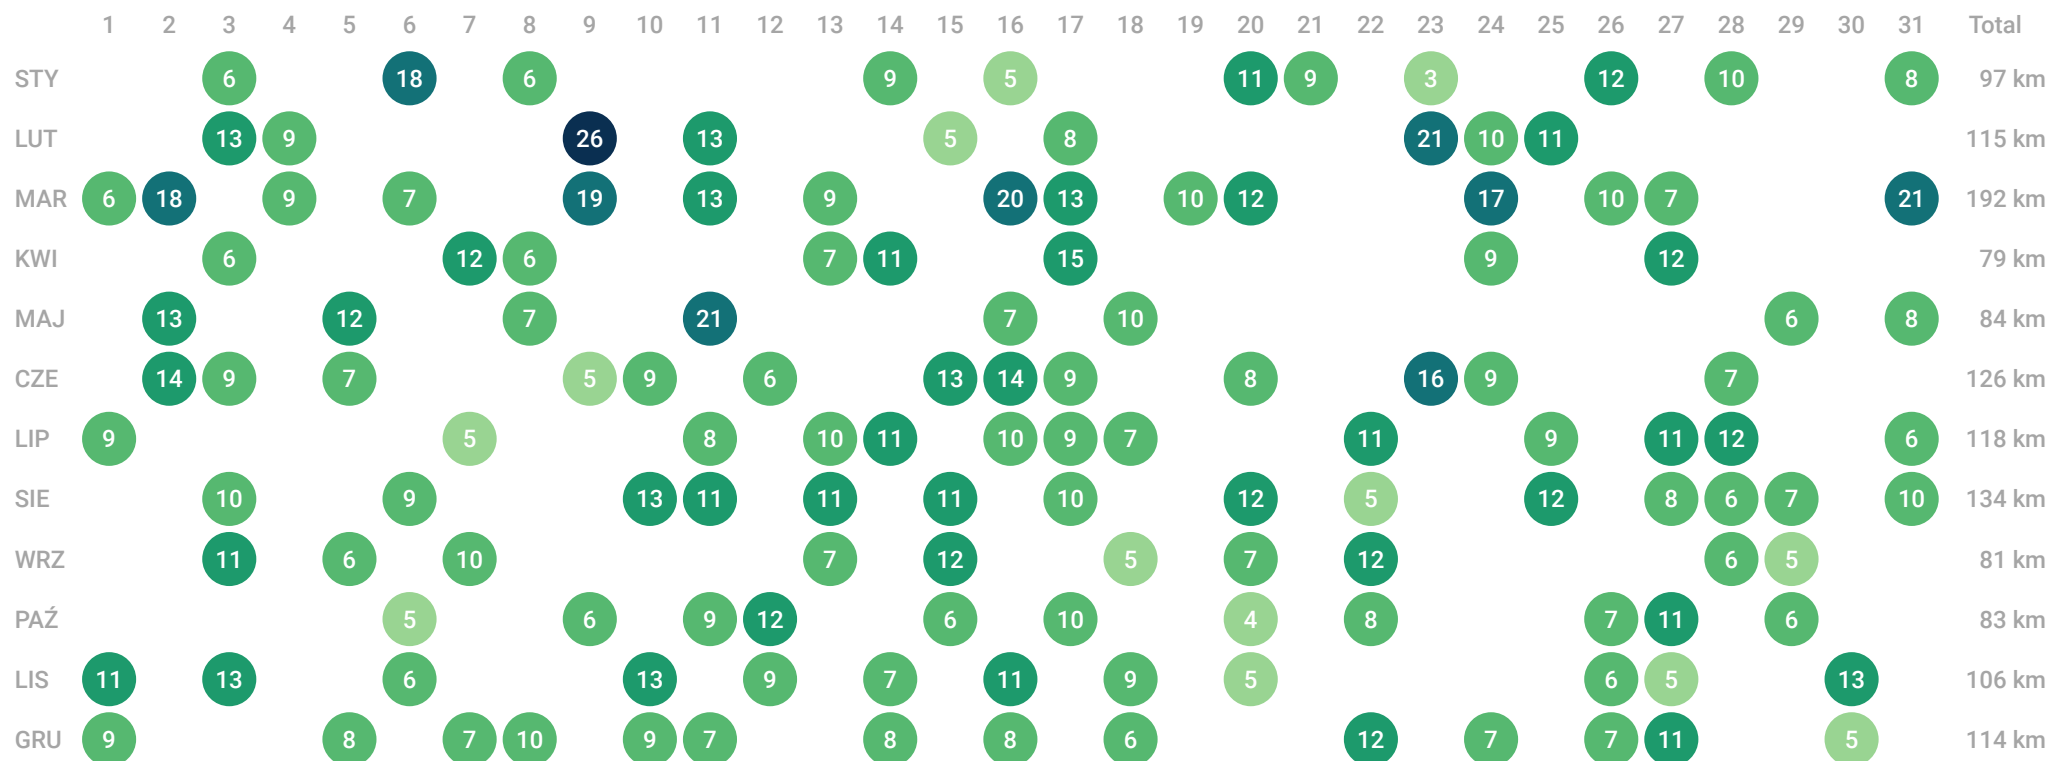 1 2 3 4 5 6 7 8 9 10 11 12 13 14 15 16 17 18 19 20 21 22 23 24 25 26 27 28 29 30 31 Total
STY 6 18 6 9 5 11 9 3 12 10 8 97 km
LUT 13 9 26 13 5 8 21 10 11 115 km
MAR 6 18 9 7 19 13 9 20 13 10 12 17 10 7 21 192 km
KWI 6 12 6 7 11 15 9 12 79 km
MAJ 13 12 7 21 7 10 6 8 84 km
CZE 14 9 7 5 9 6 13 14 9 8 16 9 7 126 km
LIP 9 5 8 10 11 10 9 7 11 9 11 12 6 118 km
SIE 10 9 13 11 11 11 10 12 5 12 8 6 7 10 134 km
WRZ 11 6 10 7 12 5 7 12 6 5 81 km
PAŹ 5 6 9 12 6 10 4 8 7 11 6 83 km
LIS 11 13 6 13 9 7 11 9 5 6 5 13 106 km
GRU 9 8 7 10 9 7 8 8 6 12 7 7 11 5 114 km